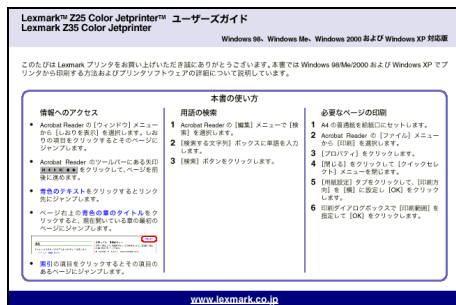 Lexmark™ Z25 Color Jetprinter™ ユーザーズガイド
Lexmark Z35 Color Jetprinter
Windows 98、Windows Me、Windows 2000 および Windows XP 対応版
このたびは Lexmark プリンタをお買い上げいただき誠にありがとうございます。本書では Windows 98/Me/2000 および Windows XP でプ
リンタから印刷する方法およびプリンタソフトウェアの詳細について説明しています。
本書の使い方
情報へのアクセス
• Acrobat Reader の [ウィンドウ] メニュー
から [しおりを表示] を選択します。しお
りの項目をクリックするとそのページに
ジャンプします。
• Acrobat Reader のツールバーにある矢印
をクリックして、ページを前
後に進めます。
• 青色のテキストをクリックするとリンク
先にジャンプします。
• ページ右上の青色の章のタイトルをク
リックすると、現在開いている章の最初の
ページにジャンプします。
• 索引の項目をクリックするとその項目の
あるページにジャンプします。
用語の検索
1 Acrobat Reader の [編集] メニューで [検
索] を選択します。
2 [検索する文字列] ボックスに単語を入力
します。
3 [検索] ボタンをクリックします。
必要なページの印刷
1 A4 の普通紙を給紙口にセットします。
2 Acrobat Reader の [ファイル] メニュー
から [印刷] を選択します。
3 [プロパティ] をクリックします。
4 [閉じる] をクリックして [クイックセレ
クト] メニューを閉じます。
5 [用紙設定] タブをクリックして、[印刷方
向] を [横] に設定し [OK] をクリック
します。
6 印刷ダイアログボックスで [印刷範囲] を
指定して [OK] をクリックします。
www.lexmark.co.jp